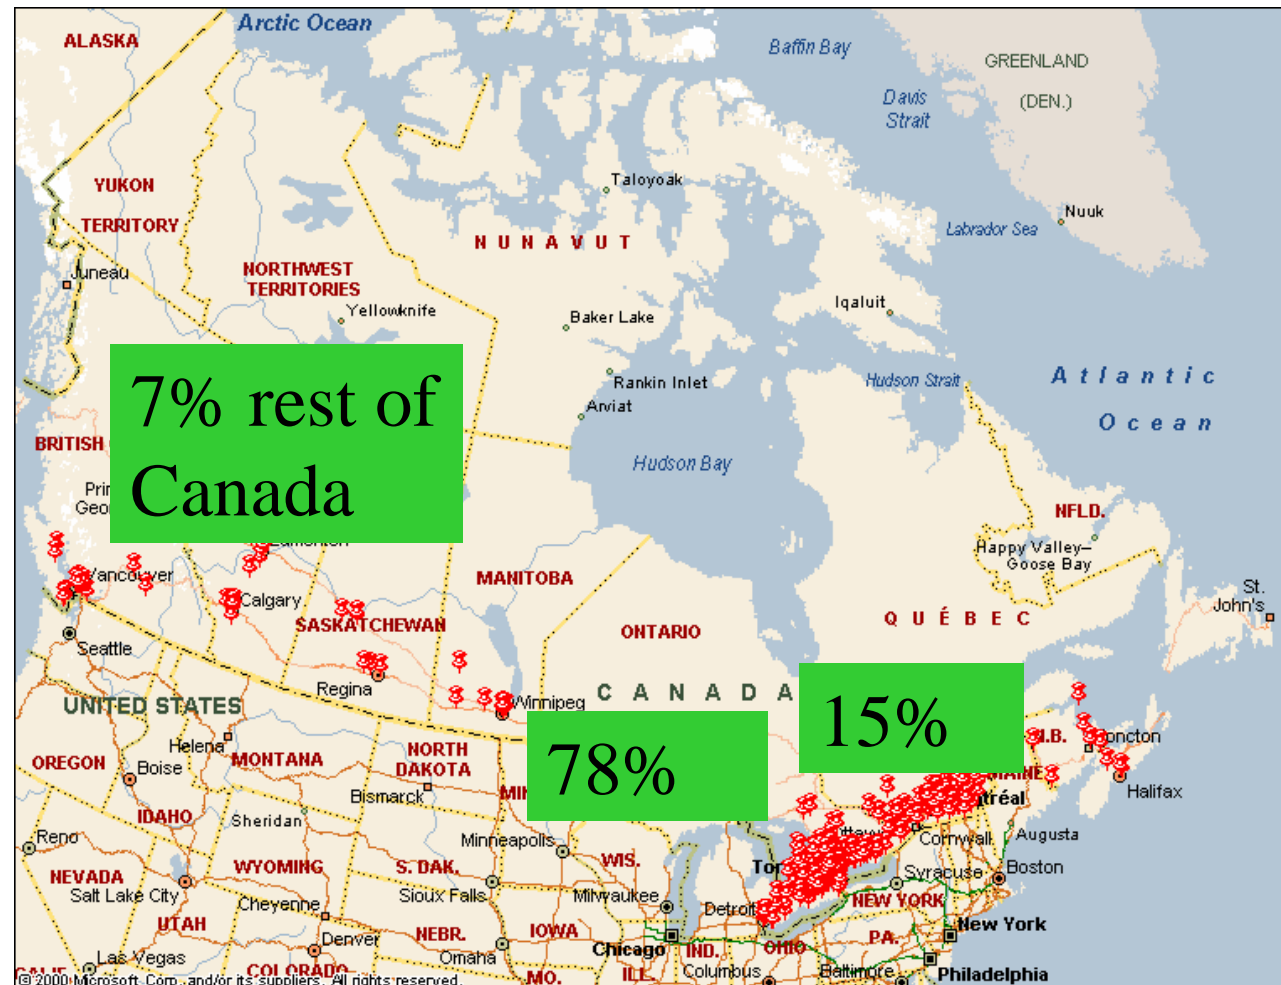 Arctic Ocean
ALASKA
Baffin Bay
GREENLAND
(DEN.)
Davis
Strait
YUKON
TERRITORY
Taloyoak
Nuuk
Labrador Sea
NUNAVUT
Juneau
NORTHWEST
TERRITORIES
Yellowknife
Baker Lake
Iqaluit
Rankin Inlet
Arviat
Hudson Strait
Atlantic
Ocean
7% rest of
Canada
BRITISH
Hudson Bay
NFLD.
Happy Valley–
Goose Bay
Vancouver
Calgary
MANITOBA
SASKATCHEWAN
ONTARIO
QUÉBEC
St.
John's
Seattle
Regina
Winnipeg
CANADA
UNITED STATES
15%
78%
N.B.
Helena
MONTANA
NORTH
DAKOTA
OREGON
Boise
Bismarck
MAINE
Halifax
IDAHO
Sheridan
Reno
Minneapolis
Cornwall
Augusta
WYOMING
S. DAK.
WIS.
Syracuse
Boston
NEVADA
Salt Lake City
Cheyenne
Sioux Falls
Milwaukee
Detroit
NEW YORK
UTAH
Denver
NEBR.
IOWA
Chicago
IND.
OHIO
PA.
New York
Las Vegas
COLORADO
Omaha
MO.
ILL.
Columbus
Baltimore
Philadelphia
© 2000 Microsoft Corp. and/or its suppliers. All rights reserved.